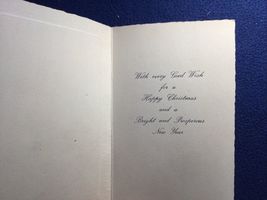 With every Good Wish
for a
Happy Christmas
and a
Bright and Prosperous
New Year